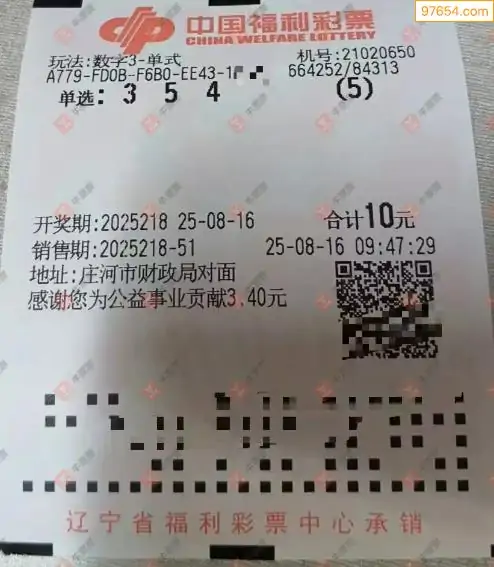 97654.com
中国福利彩票
CHINA WELFARE LOTTERY
玩法:数字3-单式 机号:21020650
A779-FD0B-F6B0-EE43-1 664252/84313
单选: 3 5 4 (5)
开奖期:2025218 25-08-16 合计10元
销售期:2025218-51 25-08-16 09:47:29
地址:庄河市财政局对面
感谢您为公益事业贡献3.40元
辽宁省福利彩票中心承销